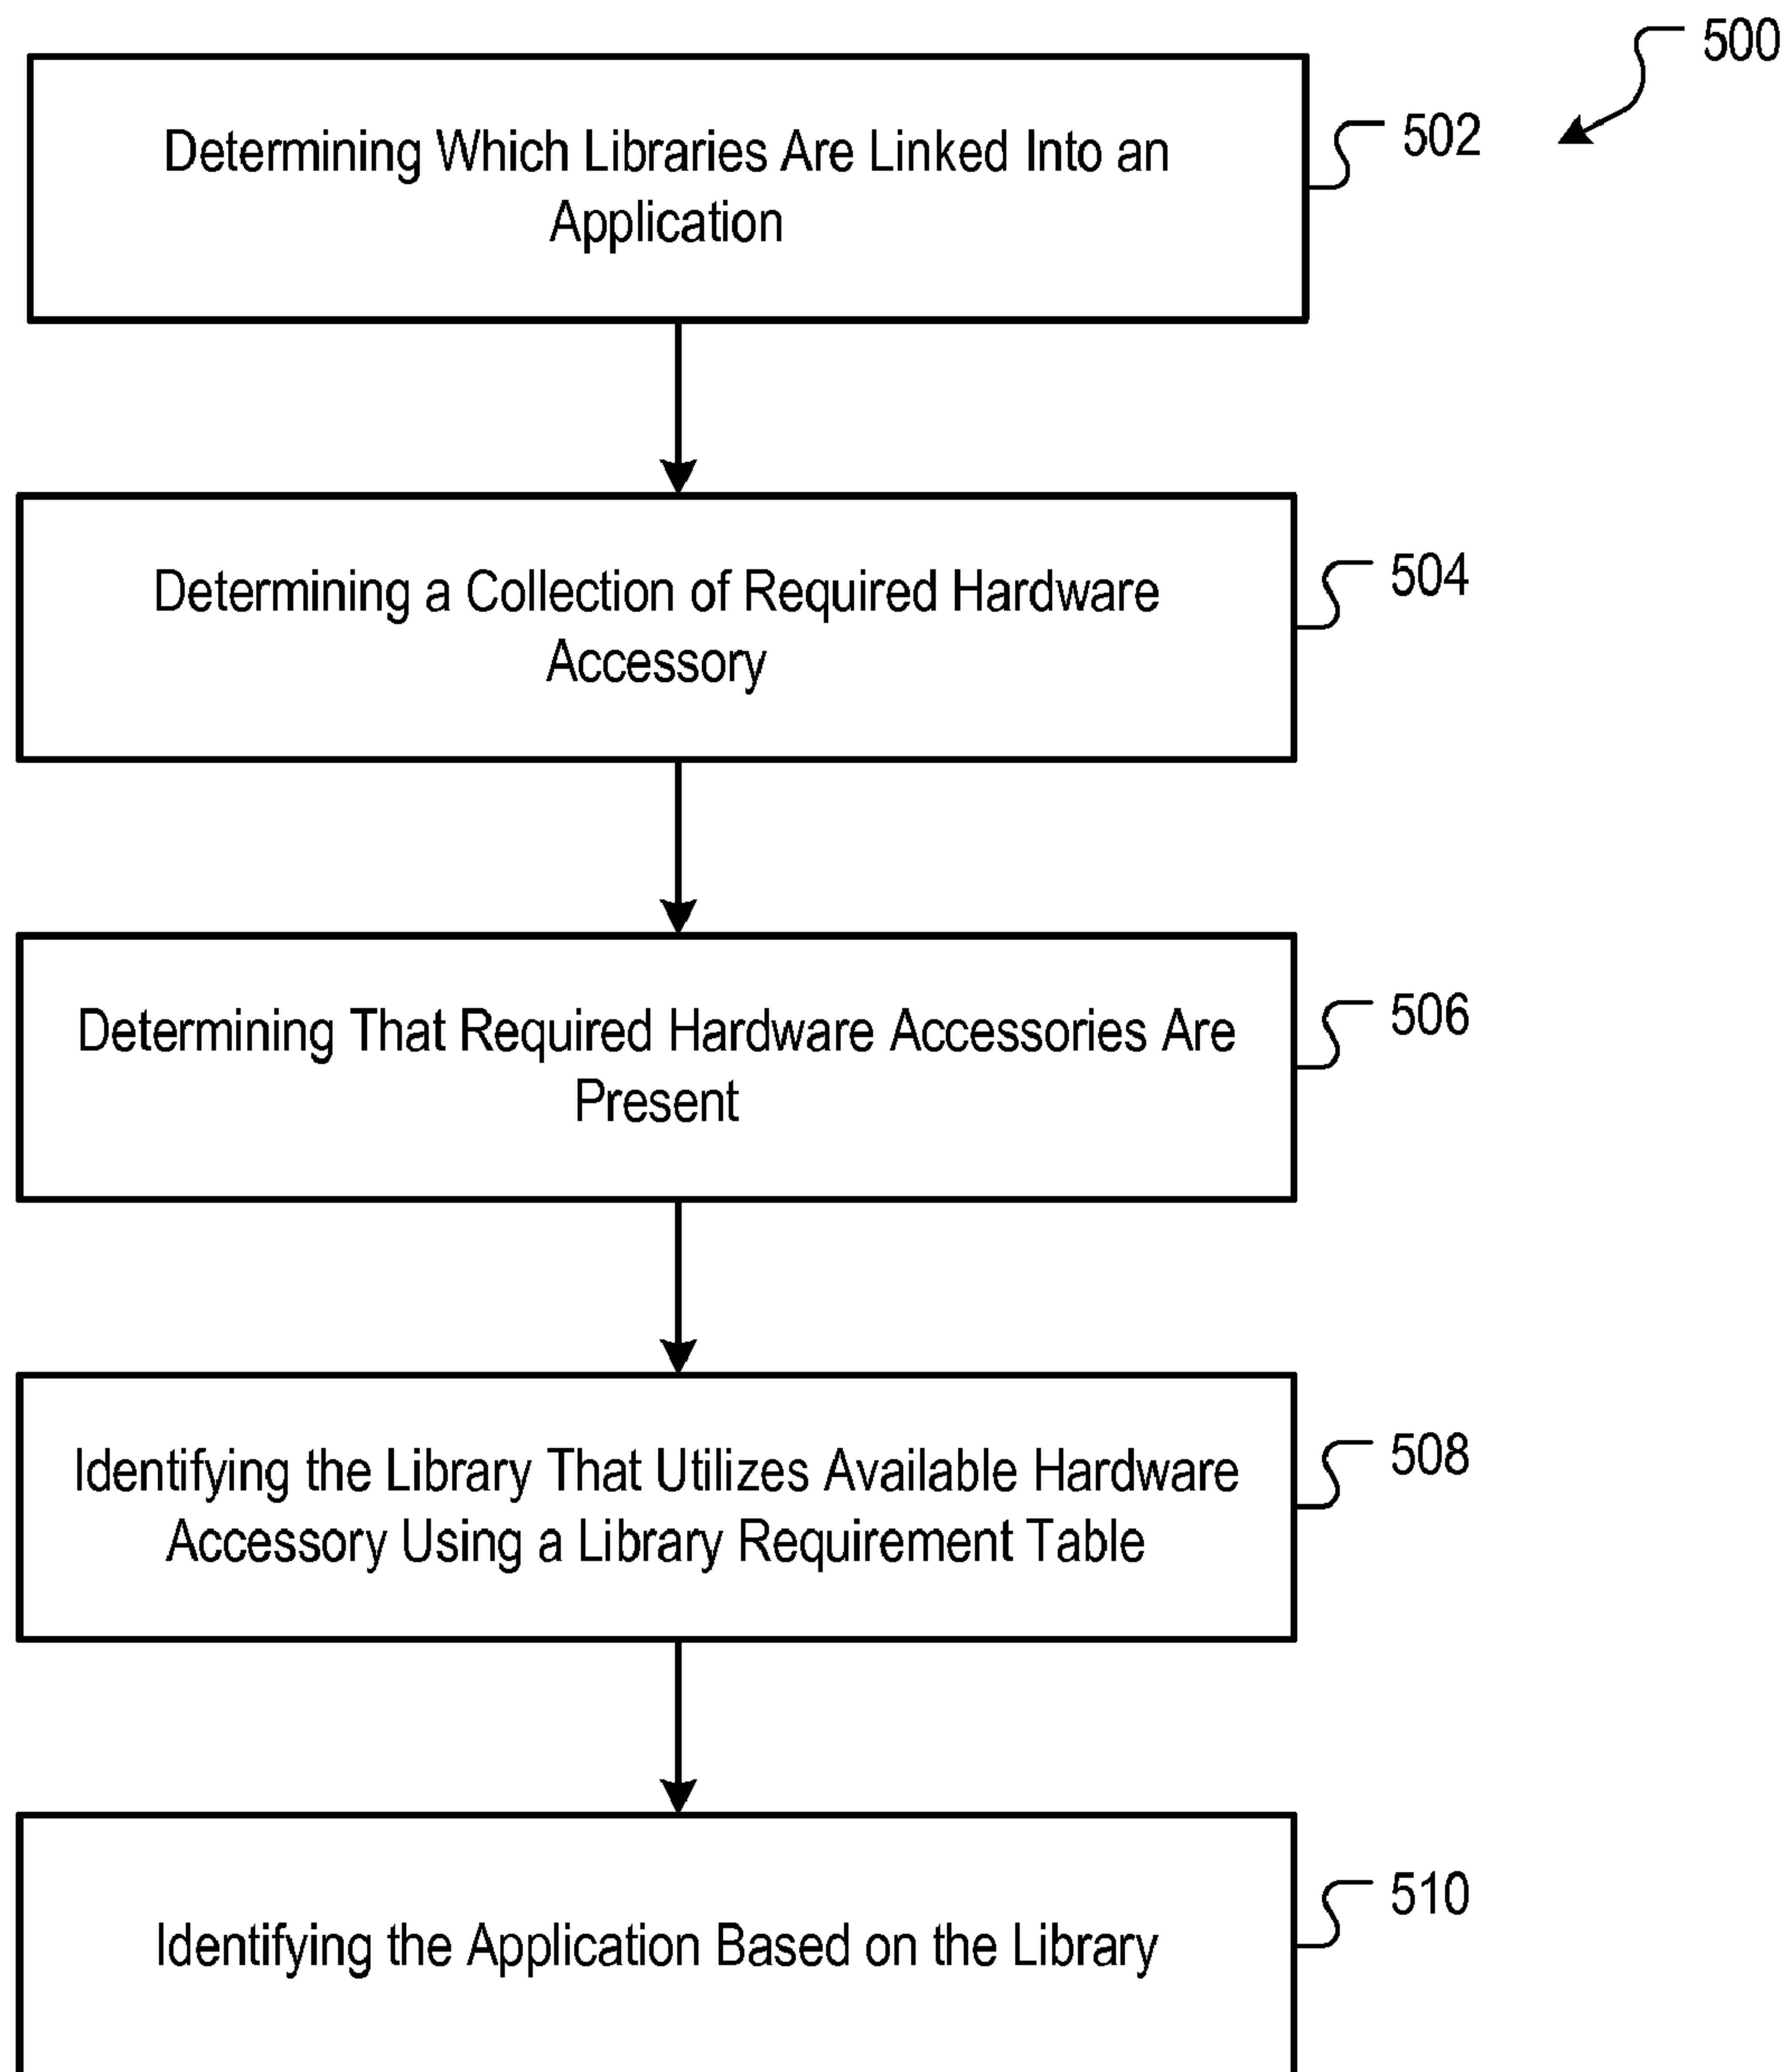 500
Determining Which Libraries Are Linked Into an
Application
502
Determining a Collection of Required Hardware
Accessory
504
Determining That Required Hardware Accessories Are
Present
506
Identifying the Library That Utilizes Available Hardware
Accessory Using a Library Requirement Table
508
Identifying the Application Based on the Library
510